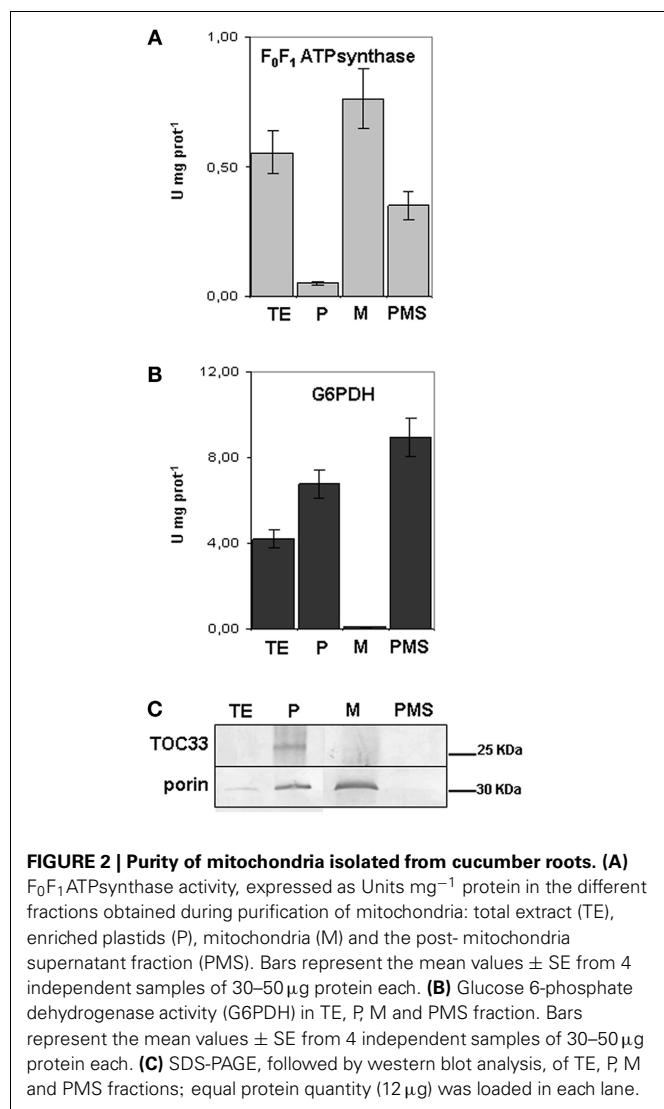 A
1,00
F₀F₁ ATPsynthase
0,50
0,00
U mg prot⁻¹
TE P M PMS
B
12,00
G6PDH
8,00
4,00
0,00
U mg prot⁻¹
TE P M PMS
C TE P M PMS
TOC33 25 KDa
porin 30 KDa
FIGURE 2 | Purity of mitochondria isolated from cucumber roots. (A)
F₀F₁ATPsynthase activity, expressed as Units mg⁻¹ protein in the different
fractions obtained during purification of mitochondria: total extract (TE),
enriched plastids (P), mitochondria (M) and the post- mitochondria
supernatant fraction (PMS). Bars represent the mean values ± SE from 4
independent samples of 30–50 μg protein each. (B) Glucose 6-phosphate
dehydrogenase activity (G6PDH) in TE, P, M and PMS fraction. Bars
represent the mean values ± SE from 4 independent samples of 30–50 μg
protein each. (C) SDS-PAGE, followed by western blot analysis, of TE, P, M
and PMS fractions; equal protein quantity (12 μg) was loaded in each lane.